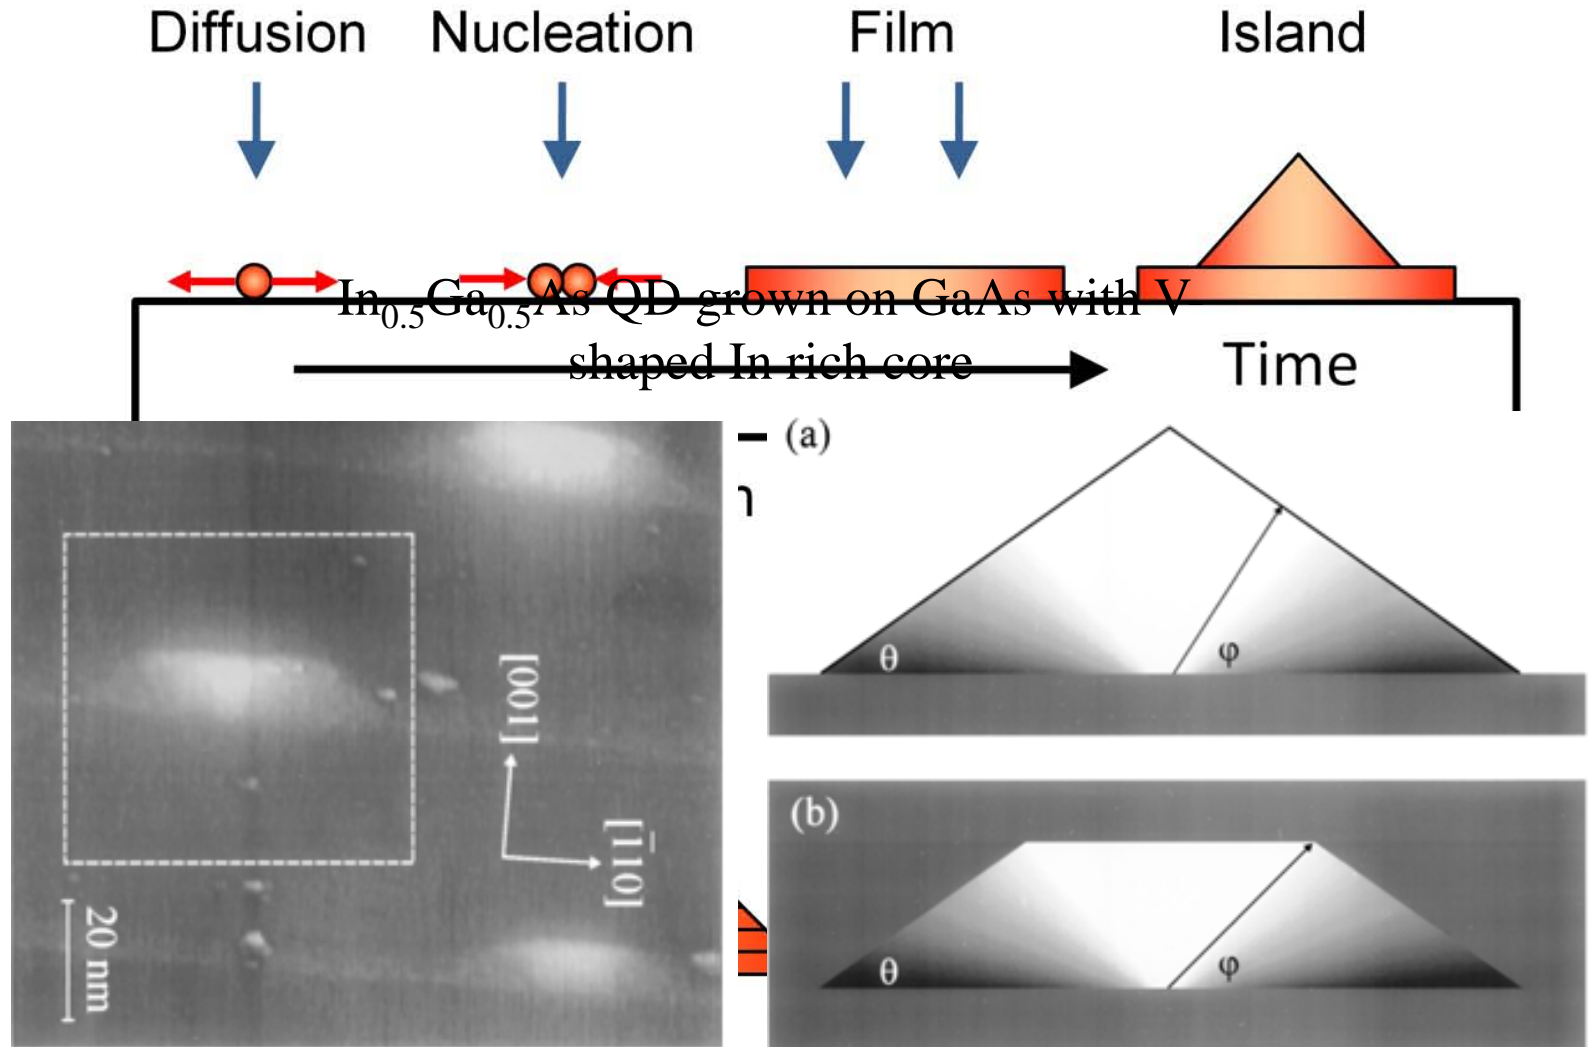 Diffusion Nucleation Film Island
In0.5Ga0.5As QD grown on GaAs with V
shaped In rich core
Time
(a)
n
θ φ
[001]
[1̄10]
20 nm
(b)
θ φ